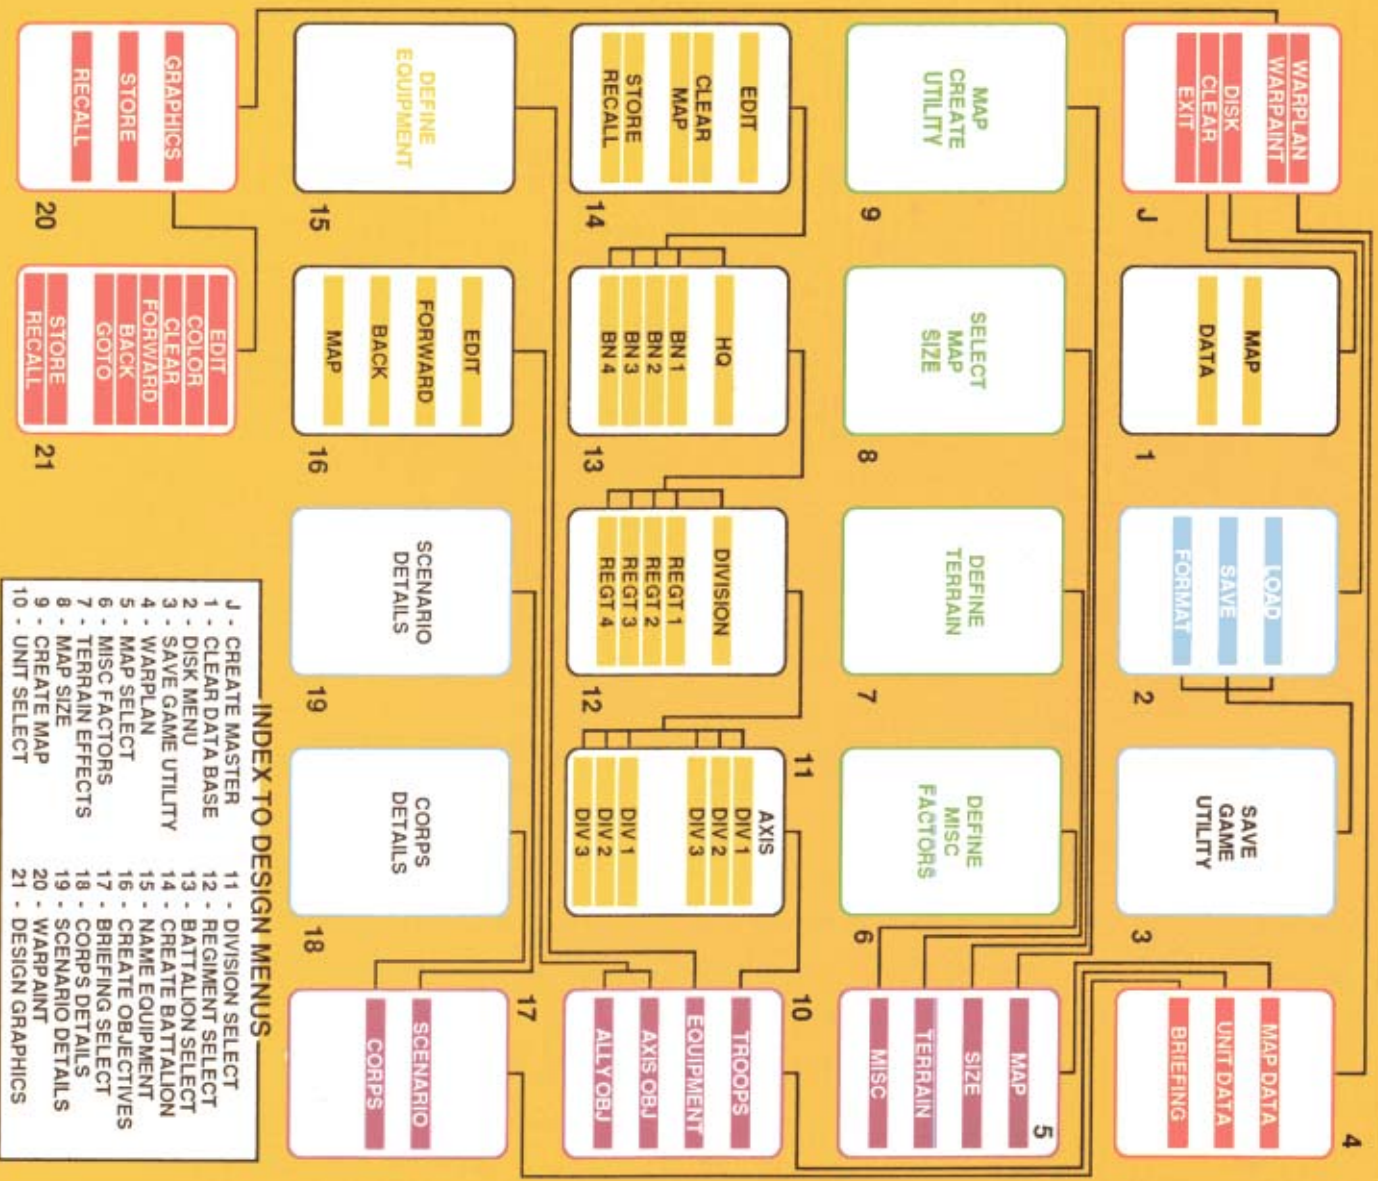 WARPLAN
WARPAINT
DISK
CLEAR
EXIT
J
MAP
DATA
1
LOAD
SAVE
FORMAT
2
SAVE
GAME
UTILITY
3
4
MAP DATA
UNIT DATA
BRIEFING
MAP
CREATE
UTILITY
9
SELECT
MAP
SIZE
8
DEFINE
TERRAIN
7
DEFINE
MISC
FACTORS
6
5
MAP
SIZE
TERRAIN
MISC
EDIT
CLEAR
MAP
STORE
RECALL
14
HQ
BN 1
BN 2
BN 3
BN 4
13
DIVISION
REGT 1
REGT 2
REGT 3
REGT 4
12
11
AXIS
DIV 1
DIV 2
DIV 3
DIV 1
DIV 2
DIV 3
10
TROOPS
EQUIPMENT
AXIS OBJ
ALLY OBJ
DEFINE
EQUIPMENT
15
EDIT
FORWARD
BACK
MAP
16
SCENARIO
DETAILS
19
CORPS
DETAILS
18
17
SCENARIO
CORPS
GRAPHICS
STORE
RECALL
20
EDIT
COLOR
CLEAR
FORWARD
BACK
GOTO
STORE
RECALL
21
INDEX TO DESIGN MENUS
J - CREATE MASTER
1 - CLEAR DATA BASE
2 - DISK MENU
3 - SAVE GAME UTILITY
4 - WARPLAN
5 - MAP SELECT
6 - MISC FACTORS
7 - TERRAIN EFFECTS
8 - MAP SIZE
9 - CREATE MAP
10 - UNIT SELECT
11 - DIVISION SELECT
12 - REGIMENT SELECT
13 - BATTALION SELECT
14 - CREATE BATTALION
15 - NAME EQUIPMENT
16 - CREATE OBJECTIVES
17 - BRIEFING SELECT
18 - CORPS DETAILS
19 - SCENARIO DETAILS
20 - WARPAINT
21 - DESIGN GRAPHICS